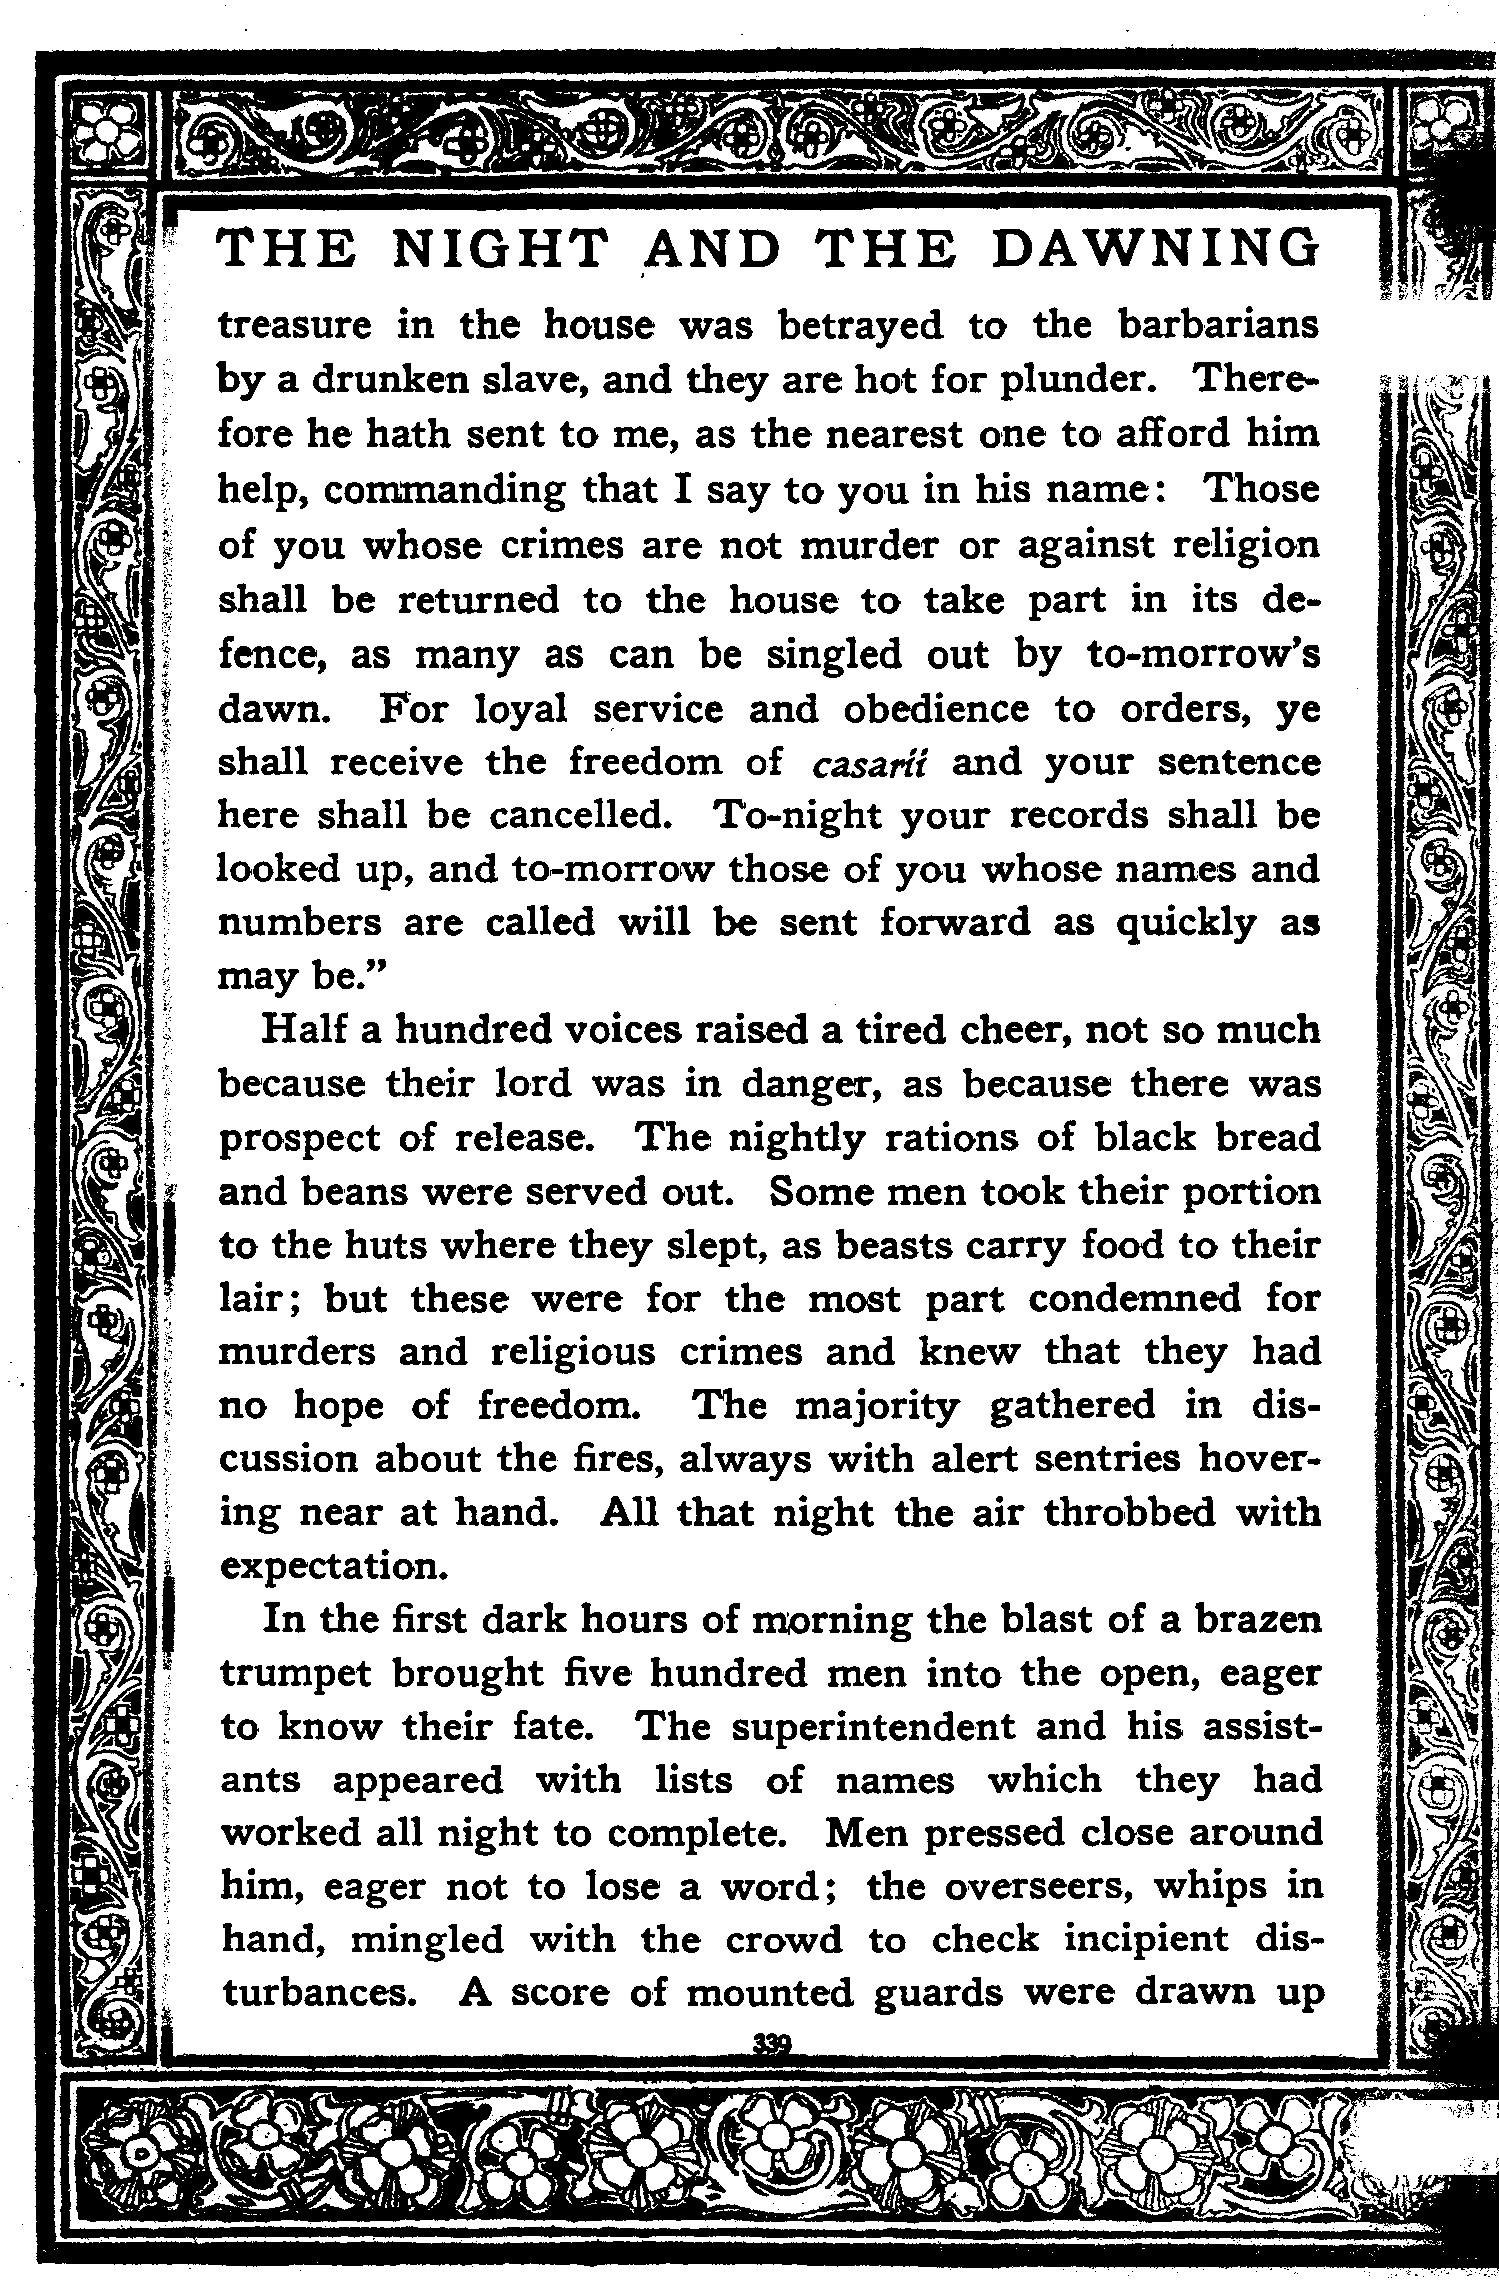 THE NIGHT AND THE DAWNING
treasure in the house was betrayed to the barbarians
by a drunken slave, and they are hot for plunder. There-
fore he hath sent to me, as the nearest one to afford him
help, commanding that I say to you in his name: Those
of you whose crimes are not murder or against religion
shall be returned to the house to take part in its de-
fence, as many as can be singled out by to-morrow's
dawn. For loyal service and obedience to orders, ye
shall receive the freedom of casarii and your sentence
here shall be cancelled. To-night your records shall be
looked up, and to-morrow those of you whose names and
numbers are called will be sent forward as quickly as
may be."
Half a hundred voices raised a tired cheer, not so much
because their lord was in danger, as because there was
prospect of release. The nightly rations of black bread
and beans were served out. Some men took their portion
to the huts where they slept, as beasts carry food to their
lair; but these were for the most part condemned for
murders and religious crimes and knew that they had
no hope of freedom. The majority gathered in dis-
cussion about the fires, always with alert sentries hover-
ing near at hand. All that night the air throbbed with
expectation.
In the first dark hours of morning the blast of a brazen
trumpet brought five hundred men into the open, eager
to know their fate. The superintendent and his assist-
ants appeared with lists of names which they had
worked all night to complete. Men pressed close around
him, eager not to lose a word; the overseers, whips in
hand, mingled with the crowd to check incipient dis-
turbances. A score of mounted guards were drawn up
339